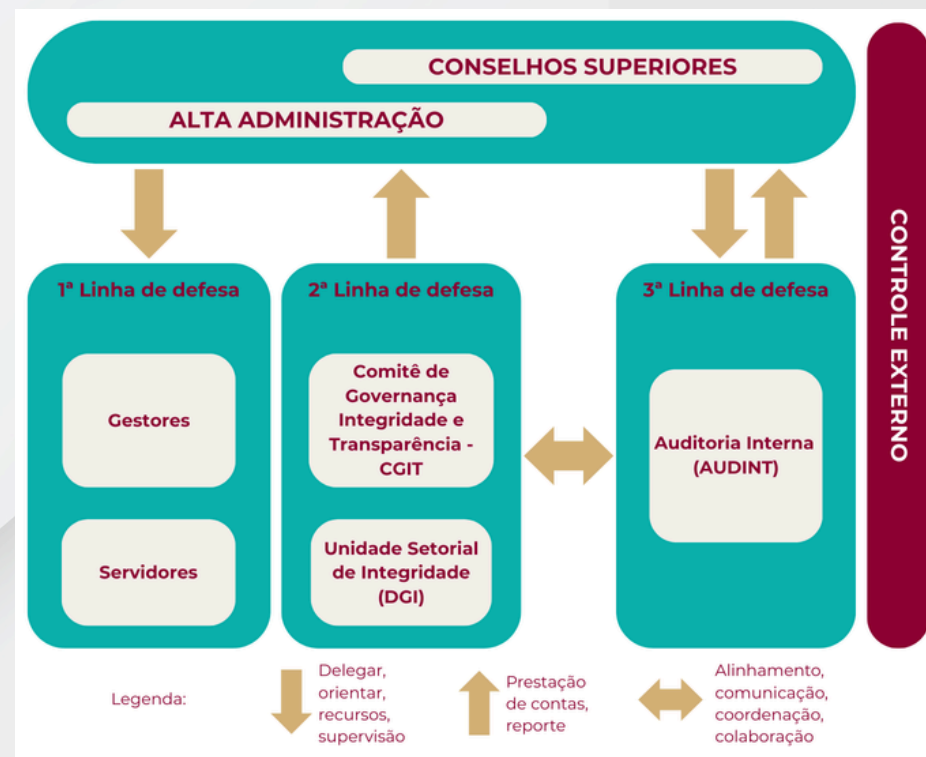 CONSELHOS SUPERIORES
ALTA ADMINISTRAÇÃO
1ª Linha de defesa
Gestores
Servidores
2ª Linha de defesa
Comitê de
Governança
Integridade e
Transparência -
CGIT
Unidade Setorial
de Integridade
(DGI)
3ª Linha de defesa
Auditoria Interna
(AUDINT)
CONTROLE EXTERNO
Legenda:
Delegar,
orientar,
recursos,
supervisão
Prestação
de contas,
reporte
Alinhamento,
comunicação,
coordenação,
colaboração